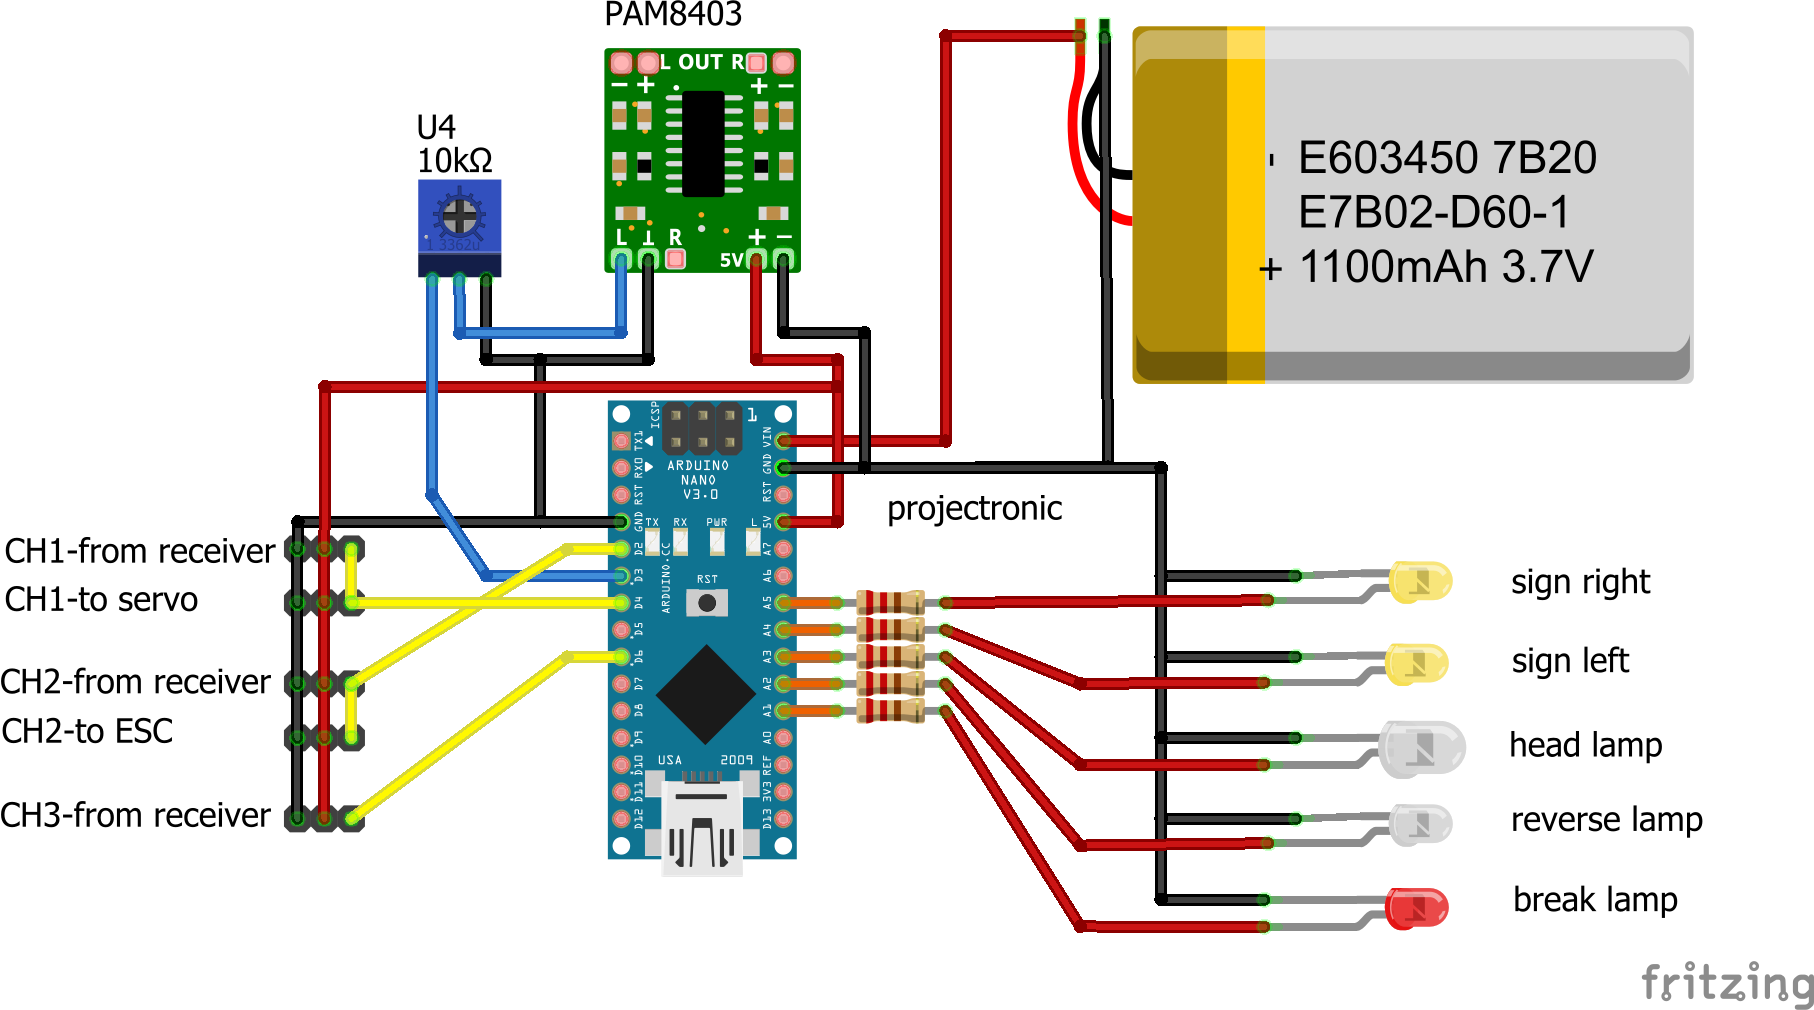 PAM8403
L OUT R
- + + -
U4
10kΩ
1 3362u
L ⊥ R + -
5V
- E603450 7B20
E7B02-D60-1
+ 1100mAh 3.7V
ICSP
1
TX1
RX0
RST
GND
D2
D3
D4
D5
D6
D7
D8
D9
D10
D11
D12
VIN
GND
RST
5V
A7
A6
A5
A4
A3
A2
A1
A0
REF
3V3
D13
ARDUINO
NANO
V3.0
TX RX PWR L
ARDUINO.CC
RST
USA 2009
projectronic
CH1-from receiver
CH1-to servo
CH2-from receiver
CH2-to ESC
CH3-from receiver
sign right
sign left
head lamp
reverse lamp
break lamp
fritzing